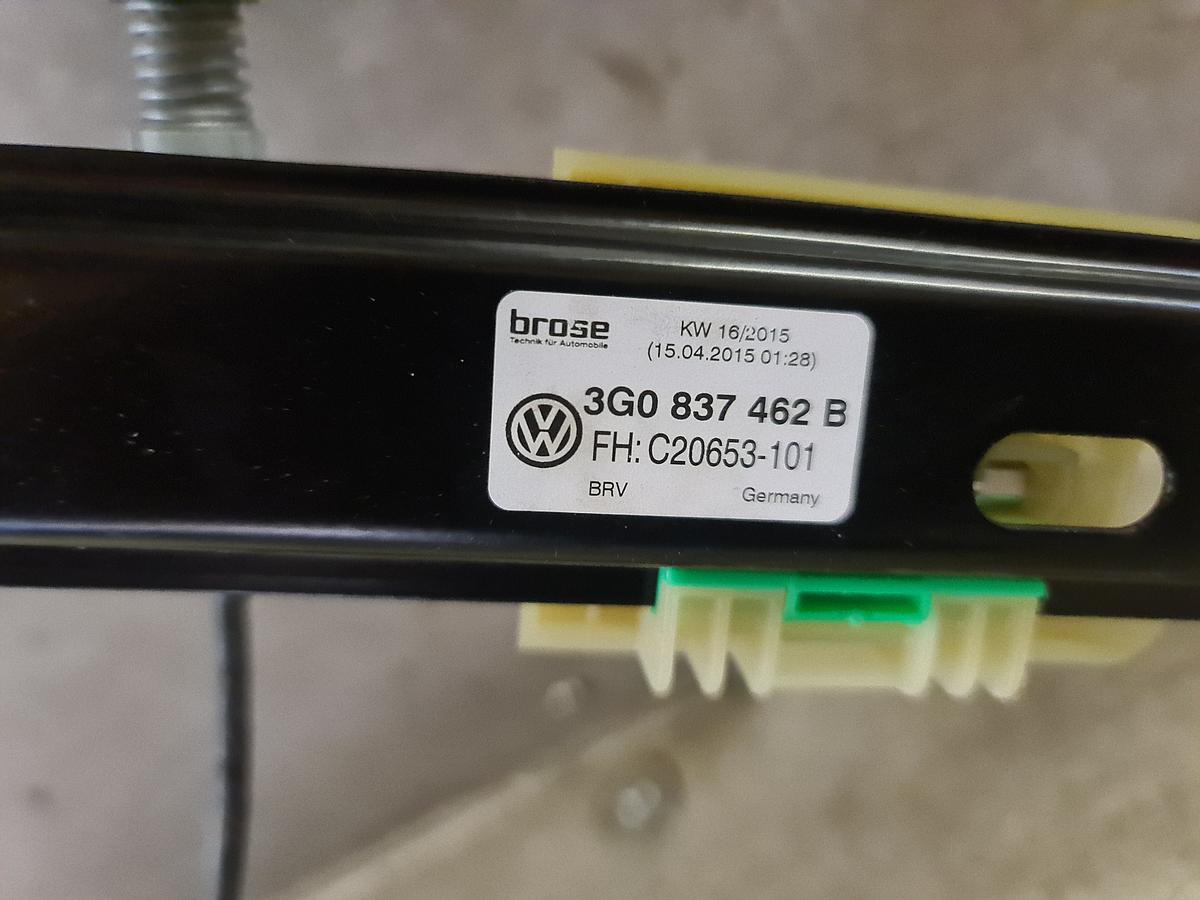 brose
Technik für Automobile
KW 16/2015
(15.04.2015 01:28)
3G0 837 462 B
FH: C20653-101
BRV
Germany